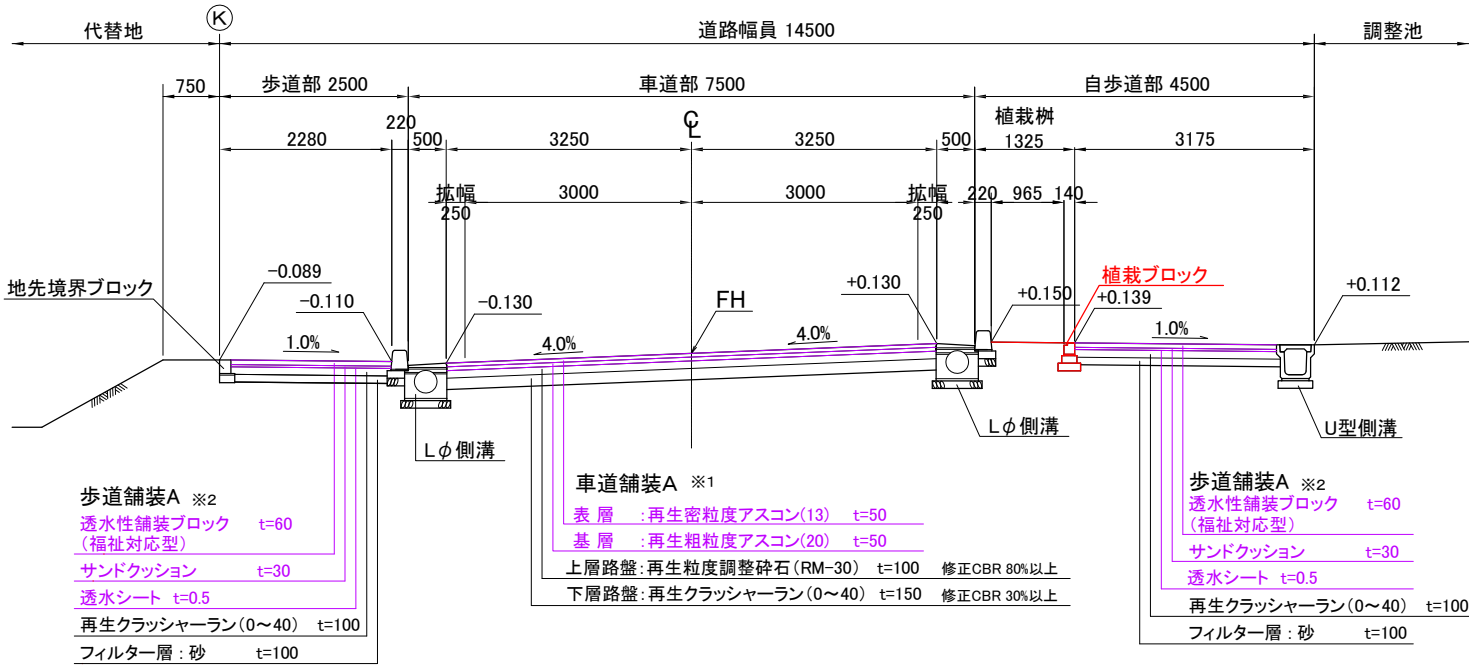 K
代替地
道路幅員 14500
調整池
750
歩道部 2500
車道部 7500
自歩道部 4500
2280
220
500
3250
CL
3250
500
植栽桝
1325
3175
拡幅
250
3000
3000
拡幅
250
220
965
140
地先境界ブロック
-0.089
-0.110
-0.130
FH
+0.130
+0.150
植栽ブロック
+0.139
+0.112
1.0%
4.0%
4.0%
1.0%
Lφ側溝
Lφ側溝
U型側溝
歩道舗装A ※2
透水性舗装ブロック t=60
(福祉対応型)
サンドクッション t=30
透水シート t=0.5
再生クラッシャーラン(0～40) t=100
フィルター層:砂 t=100
車道舗装A ※1
表 層 :再生密粒度アスコン(13) t=50
基 層 :再生粗粒度アスコン(20) t=50
上層路盤:再生粒度調整砕石(RM-30) t=100 修正CBR 80%以上
下層路盤:再生クラッシャーラン(0～40) t=150 修正CBR 30%以上
歩道舗装A ※2
透水性舗装ブロック t=60
(福祉対応型)
サンドクッション t=30
透水シート t=0.5
再生クラッシャーラン(0～40) t=100
フィルター層:砂 t=100